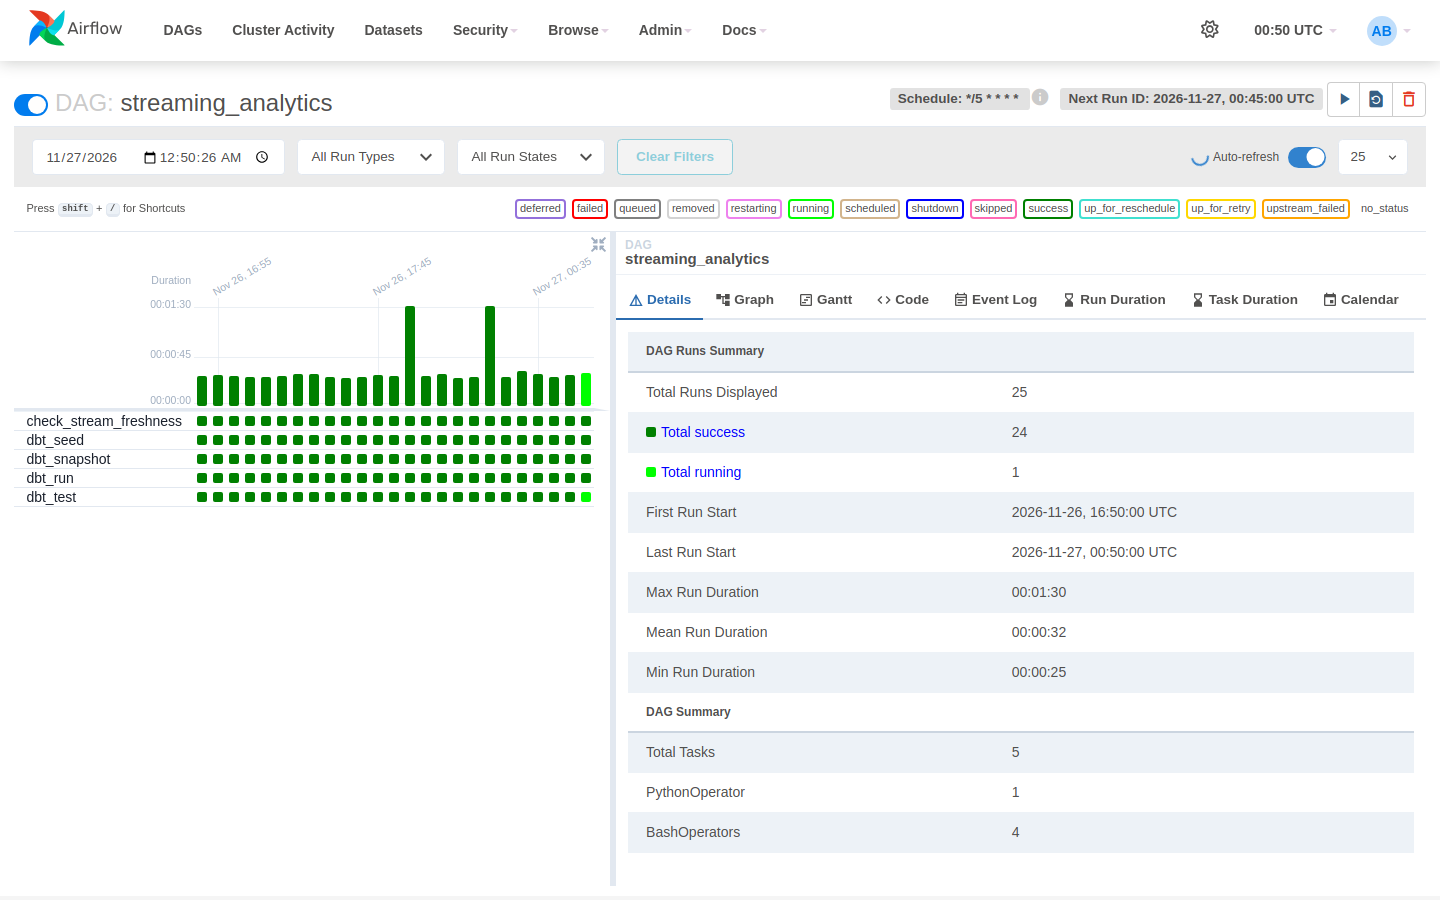 Airflow
DAGs
Cluster Activity
Datasets
Security
Browse
Admin
Docs
00:50 UTC
AB
DAG: streaming_analytics
Schedule: */5 * * * *
i
Next Run ID: 2026-11-27, 00:45:00 UTC
11/27/2026 12:50:26 AM
All Run Types
All Run States
Clear Filters
Auto-refresh
25
Press shift + / for Shortcuts
deferred
failed
queued
removed
restarting
running
scheduled
shutdown
skipped
success
up_for_reschedule
up_for_retry
upstream_failed
no_status
Nov 26, 16:55
Nov 26, 17:45
Nov 27, 00:35
Duration
00:01:30
00:00:45
00:00:00
check_stream_freshness
dbt_seed
dbt_snapshot
dbt_run
dbt_test
DAG
streaming_analytics
Details
Graph
Gantt
Code
Event Log
Run Duration
Task Duration
Calendar
DAG Runs Summary
Total Runs Displayed 25
Total success 24
Total running 1
First Run Start 2026-11-26, 16:50:00 UTC
Last Run Start 2026-11-27, 00:50:00 UTC
Max Run Duration 00:01:30
Mean Run Duration 00:00:32
Min Run Duration 00:00:25
DAG Summary
Total Tasks 5
PythonOperator 1
BashOperators 4